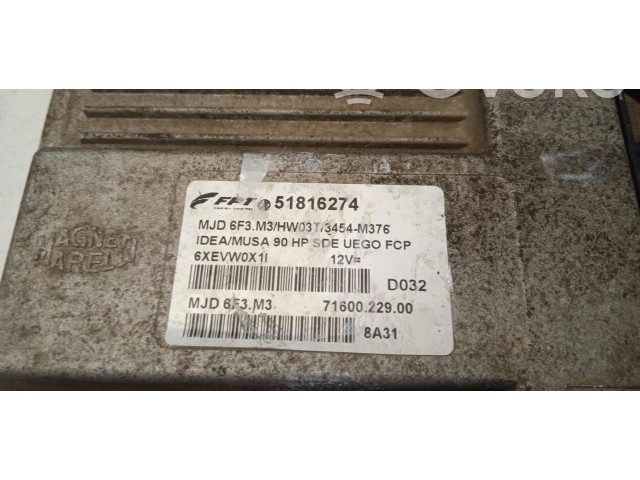 MAGNETI
MARELLI
FPT 51816274
MJD 6F3.M3/HW03T/3454-M376
IDEA/MUSA 90 HP SDE UEGO FCP
6XEVW0X1I 12V=
D032
MJD 6F3.M3 71600.229.00
8A31